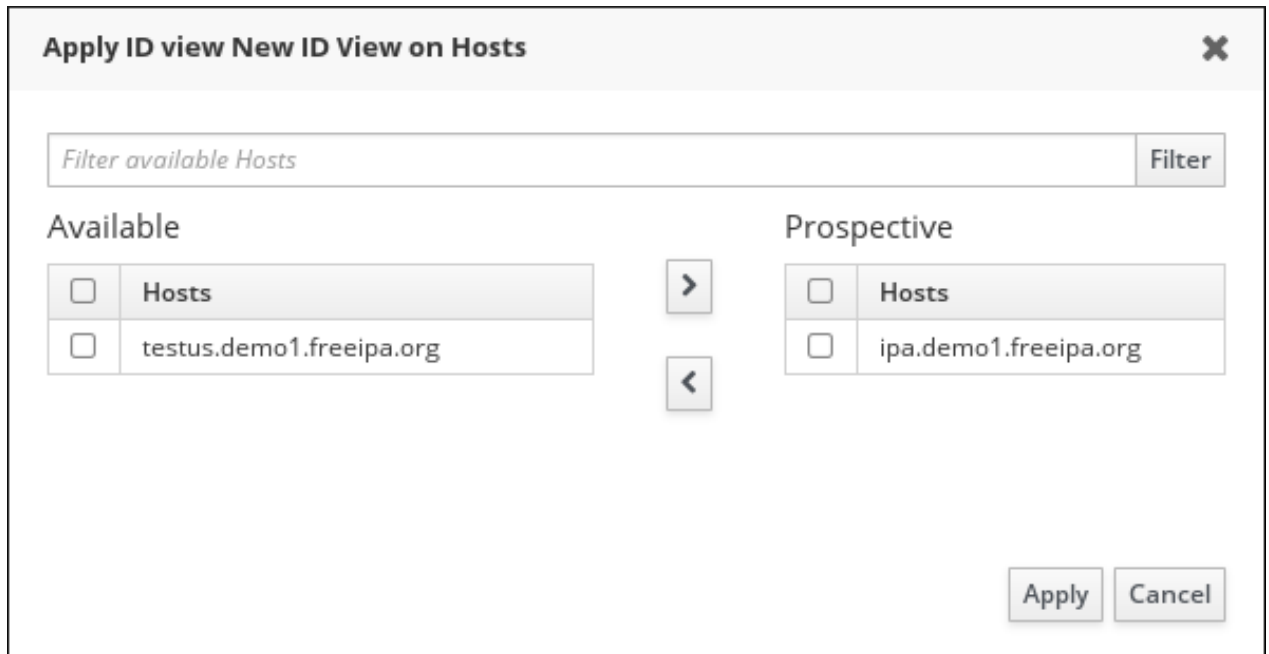 Apply ID view New ID View on Hosts
Filter available Hosts
Filter
Available
Prospective
Hosts
Hosts
testus.demo1.freeipa.org
ipa.demo1.freeipa.org
Apply
Cancel